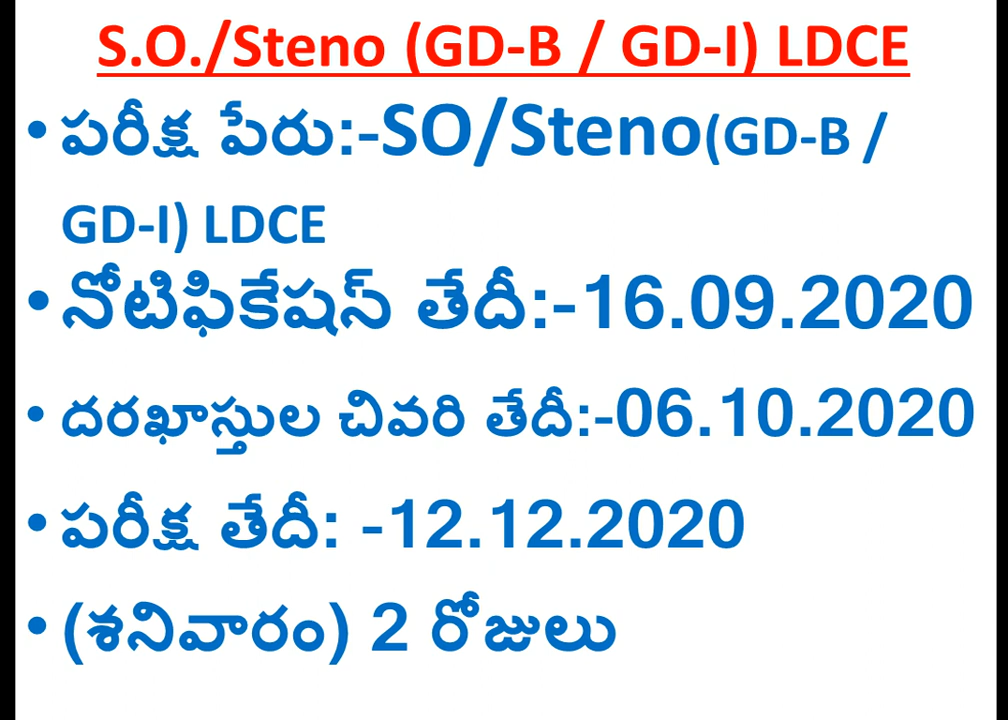 S.O./Steno (GD-B / GD-I) LDCE
• పరీక్ష పేరు:-SO/Steno(GD-B /
GD-I) LDCE
• నోటిఫికేషన్ తేదీ:-16.09.2020
• దరఖాస్తుల చివరి తేదీ:-06.10.2020
• పరీక్ష తేదీ: -12.12.2020
• (శనివారం) 2 రోజులు